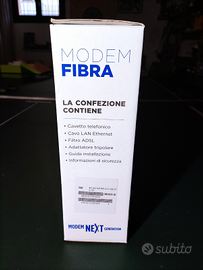 MODEM
FIBRA
LA CONFEZIONE
CONTIENE
• Cavetto telefonico
• Cavo LAN Ethernet
• Filtro ADSL
• Adattatore tripolare
• Guida installazione
• Informazioni di sicurezza
MODEM NEXT GENERATION
subito